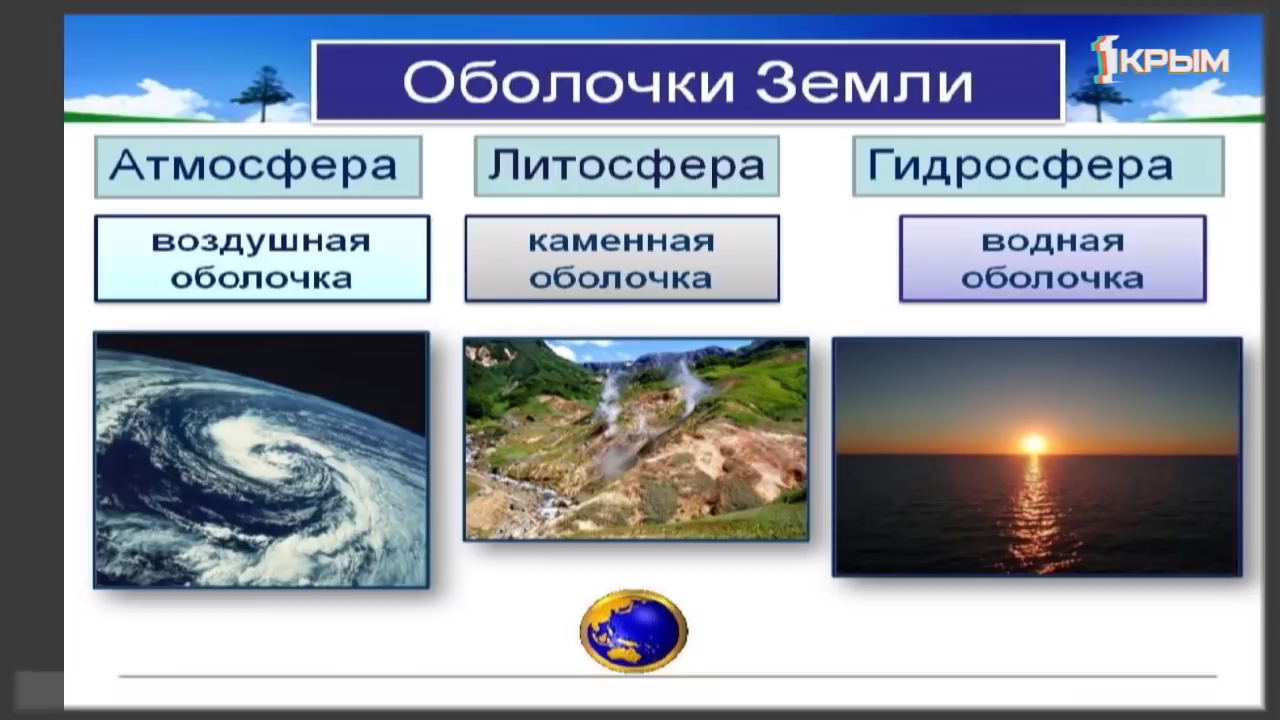 Оболочки Земли
1КРЫМ
Атмосфера
Литосфера
Гидросфера
воздушная
оболочка
каменная
оболочка
водная
оболочка